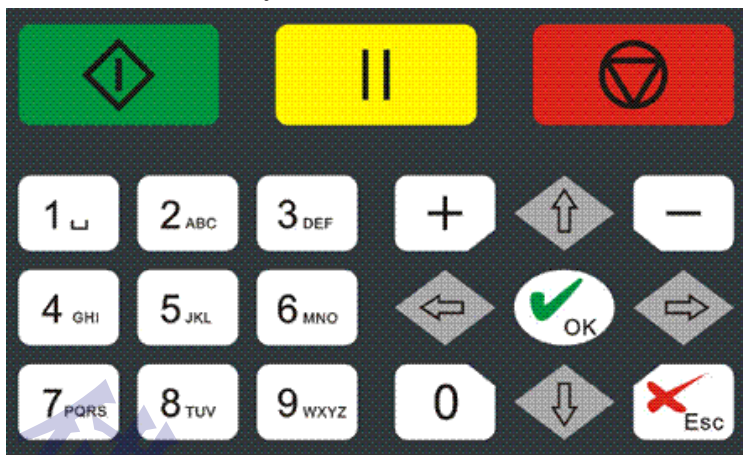 1 ␣ 2 ABC 3 DEF + −
4 GHI 5 JKL 6 MNO OK
7 PQRS 8 TUV 9 WXYZ 0 Esc